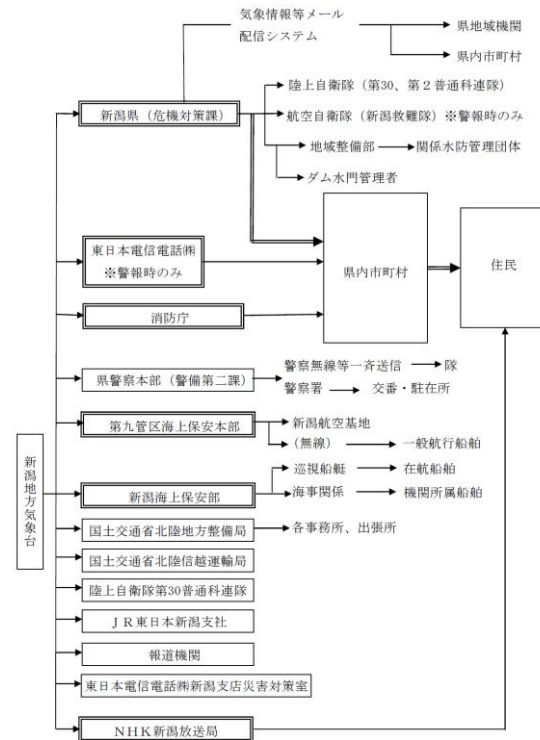 気象情報等メール
配信システム
県地域機関
県内市町村
新潟県（危機対策課）
陸上自衛隊（第30、第２普通科連隊）
航空自衛隊（新潟救難隊）※警報時のみ
地域整備部
関係水防管理団体
ダム水門管理者
東日本電信電話㈱
※警報時のみ
県内市町村
住民
消防庁
県警察本部（警備第二課）
警察無線等一斉送信
隊
警察署
交番・駐在所
第九管区海上保安本部
新潟航空基地
（無線）
一般航行船舶
新潟地方気象台
新潟海上保安部
巡視船艇
在航船舶
海事関係
機関所属船舶
国土交通省北陸地方整備局
各事務所、出張所
国土交通省北陸信越運輸局
陸上自衛隊第30普通科連隊
ＪＲ東日本新潟支社
報道機関
東日本電信電話㈱新潟支店災害対策室
NHK新潟放送局